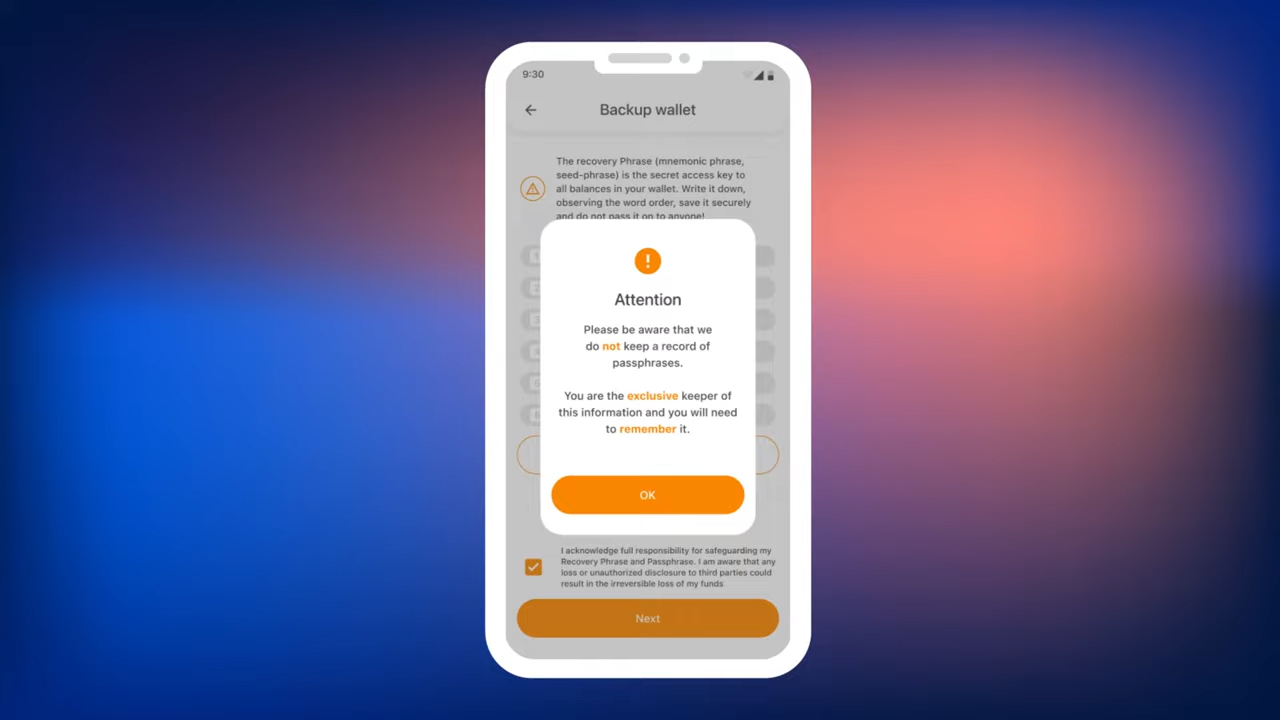 9:30
Backup wallet
The recovery Phrase (mnemonic phrase,
seed-phrase) is the secret access key to
all balances in your wallet. Write it down,
observing the word order, save it securely
and do not pass it on to anyone!
Attention
Please be aware that we
do not keep a record of
passphrases.
You are the exclusive keeper of
this information and you will need
to remember it.
OK
I acknowledge full responsibility for safeguarding my
Recovery Phrase and Passphrase. I am aware that any
loss or unauthorized disclosure to third parties could
result in the irreversible loss of my funds
Next